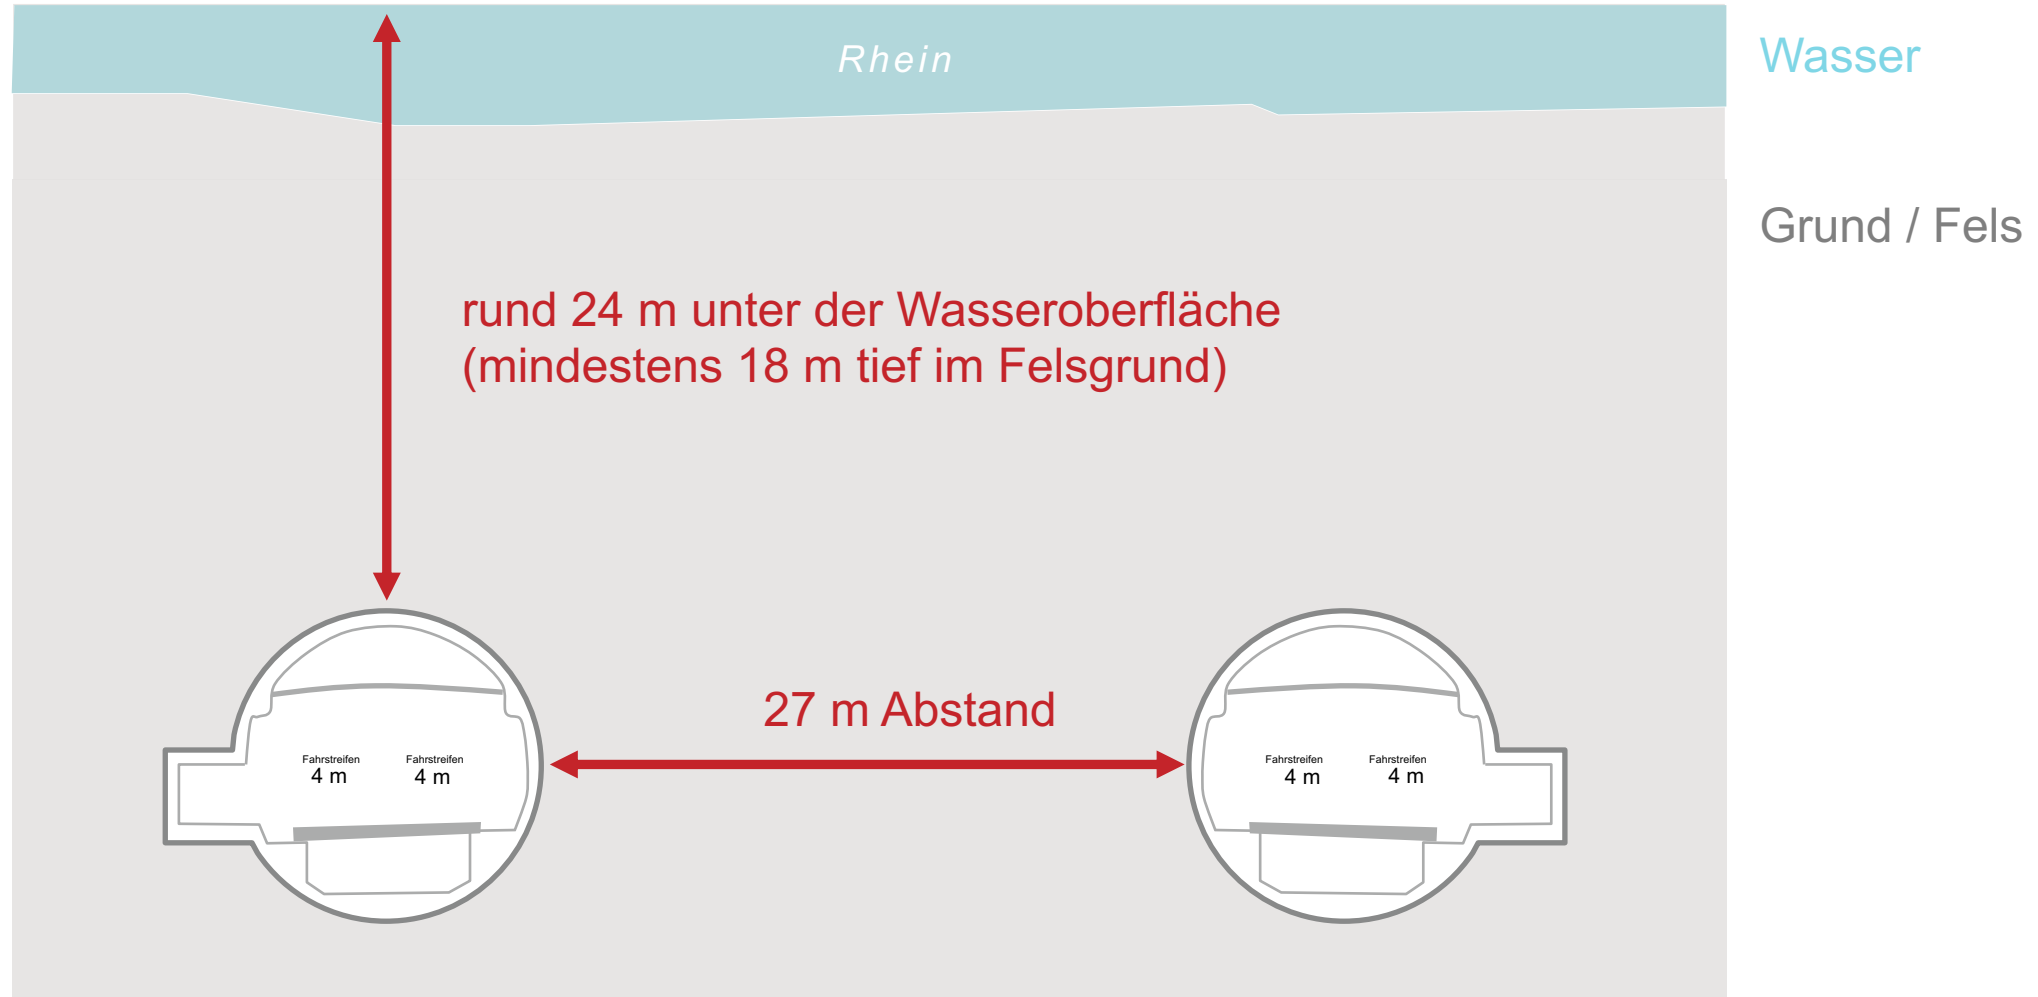 Rhein
Wasser
Grund / Fels
rund 24 m unter der Wasseroberfläche
(mindestens 18 m tief im Felsgrund)
27 m Abstand
Fahrstreifen
4 m
Fahrstreifen
4 m
Fahrstreifen
4 m
Fahrstreifen
4 m